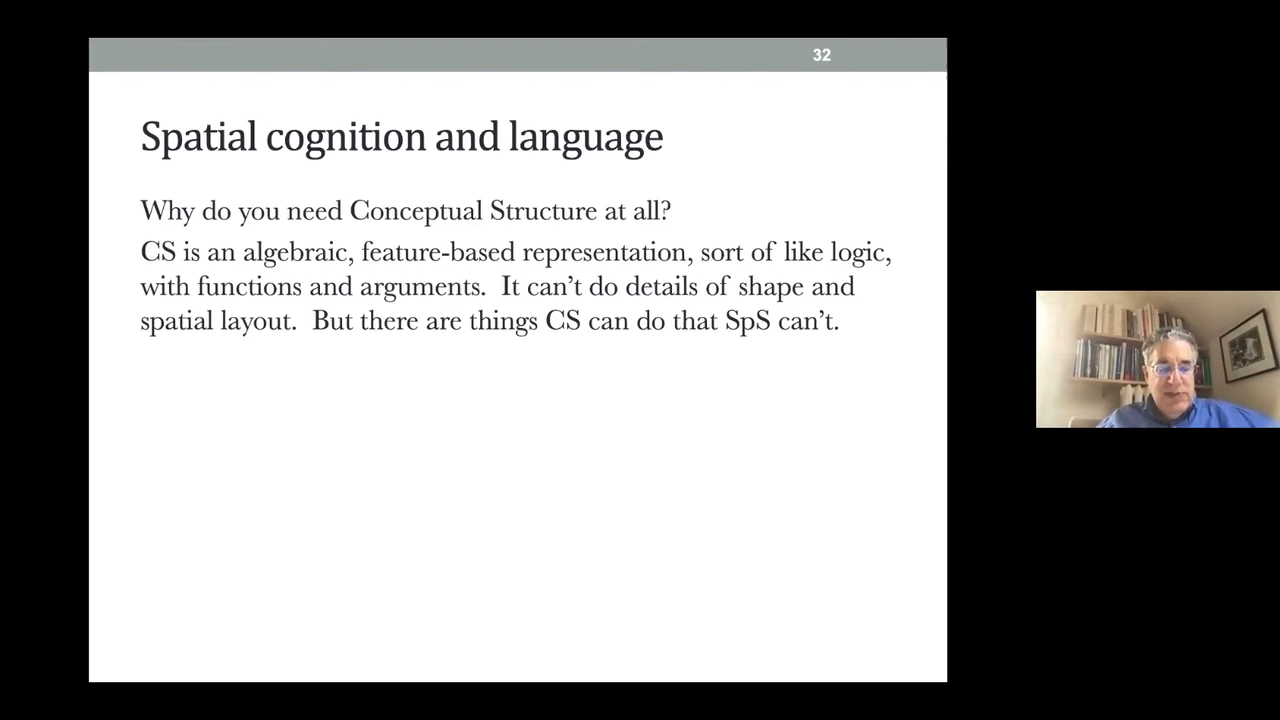 32
Spatial cognition and language
Why do you need Conceptual Structure at all?
CS is an algebraic, feature-based representation, sort of like logic,
with functions and arguments.  It can’t do details of shape and
spatial layout.  But there are things CS can do that SpS can’t.